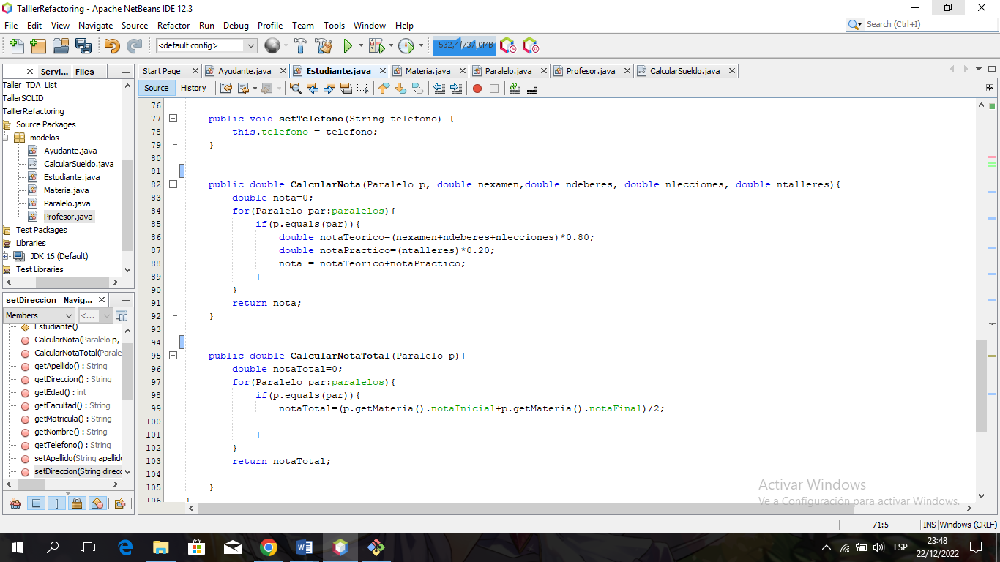 TalllerRefactoring - Apache NetBeans IDE 12.3
File Edit View Navigate Source Refactor Run Debug Profile Team Tools Window Help
Search (Ctrl+I)
<default config>
532,4/737,0MB
Servi... Files
Start Page Ayudante.java Estudiante.java Materia.java Paralelo.java Profesor.java CalcularSueldo.java
Source History
Taller_TDA_List
TallerSOLID
TalllerRefactoring
Source Packages
modelos
Ayudante.java
CalcularSueldo.java
Estudiante.java
Materia.java
Paralelo.java
Profesor.java
Test Packages
Libraries
JDK 16 (Default)
Test Libraries
setDireccion - Navig...
Members
<...
Estudiante()
CalcularNota(Paralelo p,
CalcularNotaTotal(Parale
getApellido() : String
getDireccion() : String
getEdad() : int
getFacultad() : String
getMatricula() : String
getNombre() : String
getTelefono() : String
setApellido(String apellido
setDireccion(String direcc
76
77 public void setTelefono(String telefono) {
78 this.telefono = telefono;
79 }
80
81
82 public double CalcularNota(Paralelo p, double nexamen,double ndeberes, double nlecciones, double ntalleres){
83 double nota=0;
84 for(Paralelo par:paralelos){
85 if(p.equals(par)){
86 double notaTeorico=(nexamen+ndeberes+nlecciones)*0.80;
87 double notaPractico=(ntalleres)*0.20;
88 nota = notaTeorico+notaPractico;
89 }
90 }
91 return nota;
92 }
93
94
95 public double CalcularNotaTotal(Paralelo p){
96 double notaTotal=0;
97 for(Paralelo par:paralelos){
98 if(p.equals(par)){
99 notaTotal=(p.getMateria().notaInicial+p.getMateria().notaFinal)/2;
100
101 }
102 }
103 return notaTotal;
104
105 }
106 }
Activar Windows
Ve a Configuración para activar Windows.
71:5 INS Windows (CRLF)
ESP
23:48
22/12/2022